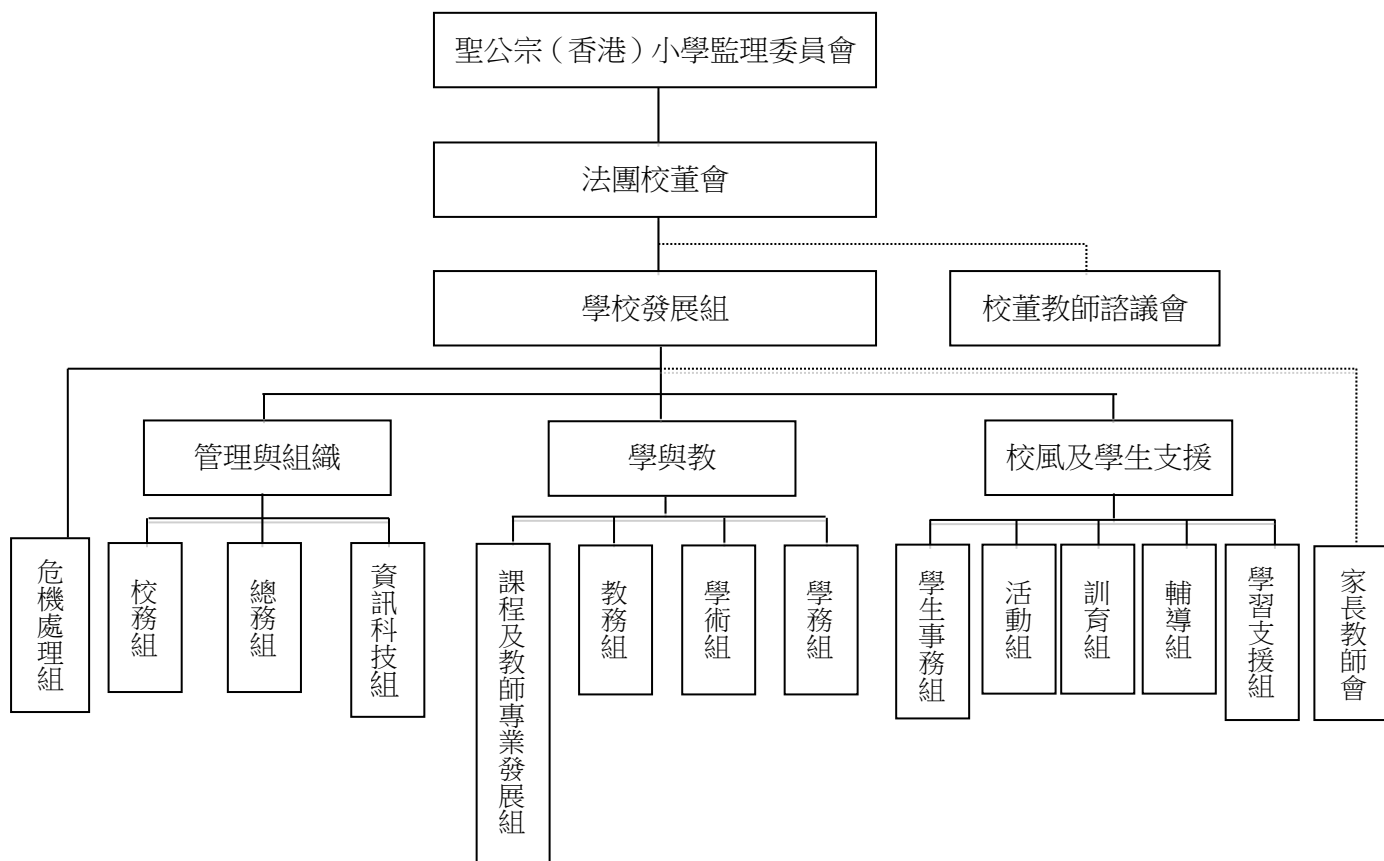 聖公宗（香港）小學監理委員會
法團校董會
學校發展組
校董教師諮議會
管理與組織
學與教
校風及學生支援
危機處理組
校務組
總務組
資訊科技組
課程及教師專業發展組
教務組
學術組
學務組
學生事務組
活動組
訓育組
輔導組
學習支援組
家長教師會